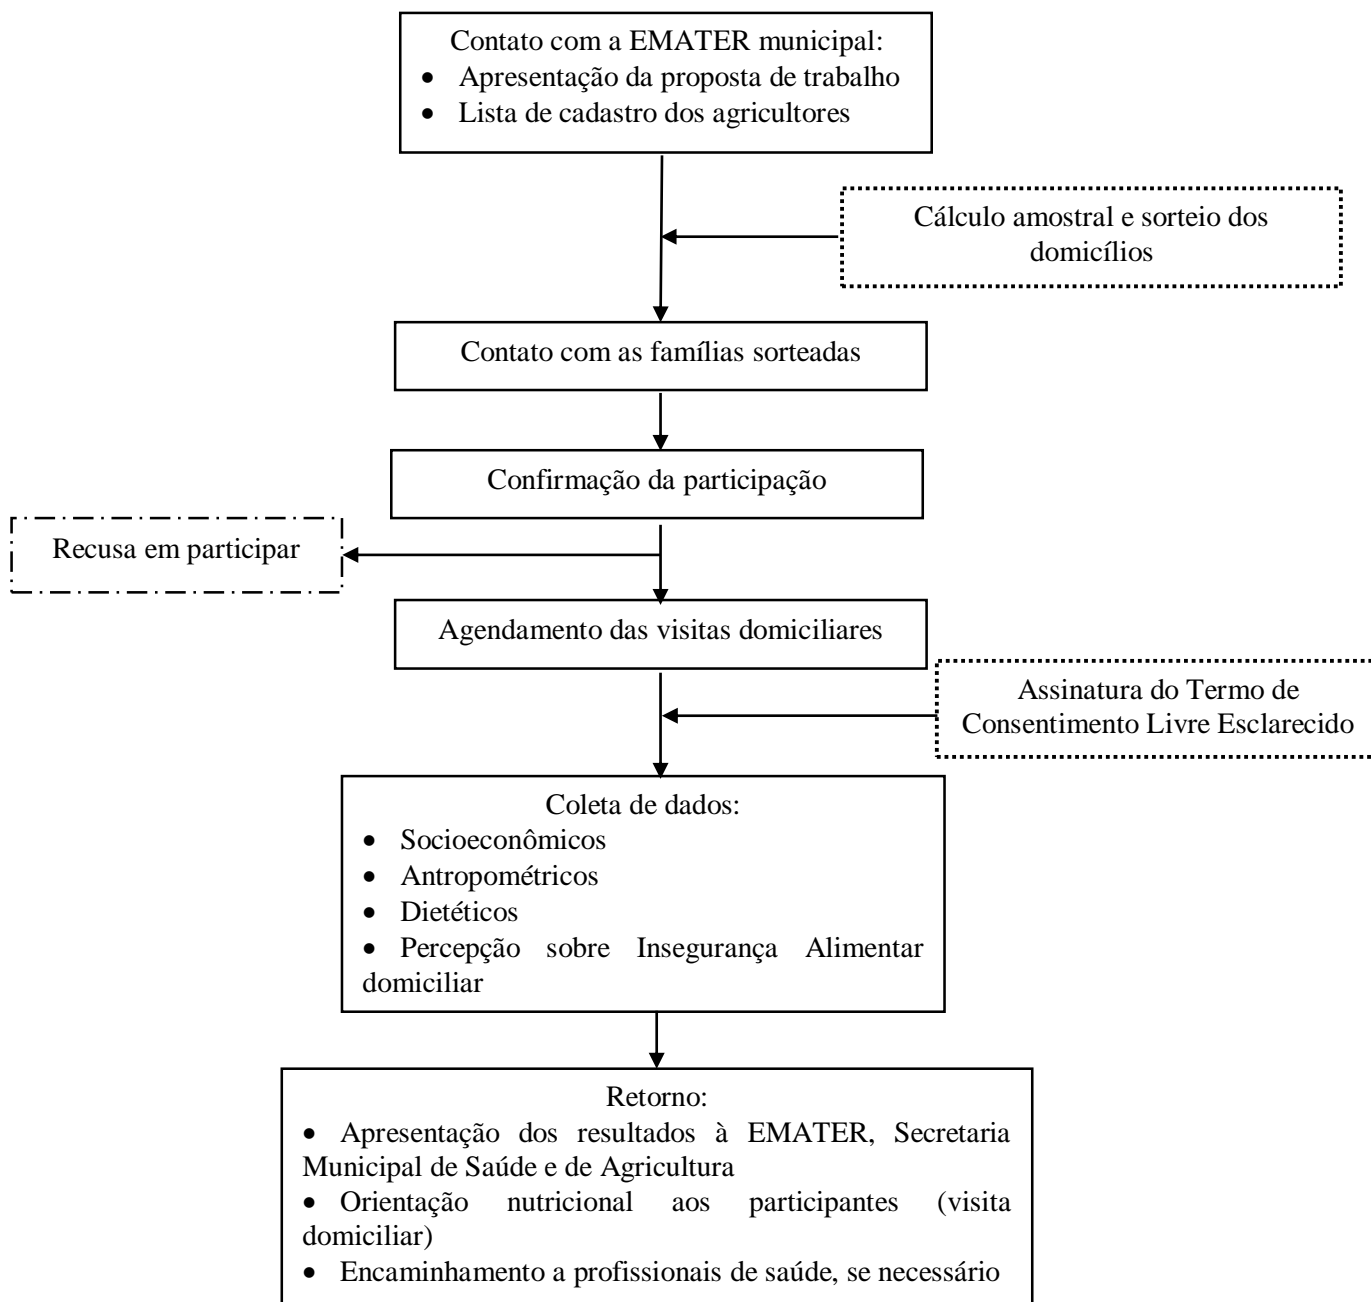 Contato com a EMATER municipal:
• Apresentação da proposta de trabalho
• Lista de cadastro dos agricultores
Cálculo amostral e sorteio dos
domicílios
Contato com as famílias sorteadas
Confirmação da participação
Recusa em participar
Agendamento das visitas domiciliares
Assinatura do Termo de
Consentimento Livre Esclarecido
Coleta de dados:
• Socioeconômicos
• Antropométricos
• Dietéticos
• Percepção sobre Insegurança Alimentar
domiciliar
Retorno:
• Apresentação dos resultados à EMATER, Secretaria
Municipal de Saúde e de Agricultura
• Orientação nutricional aos participantes (visita
domiciliar)
• Encaminhamento a profissionais de saúde, se necessário